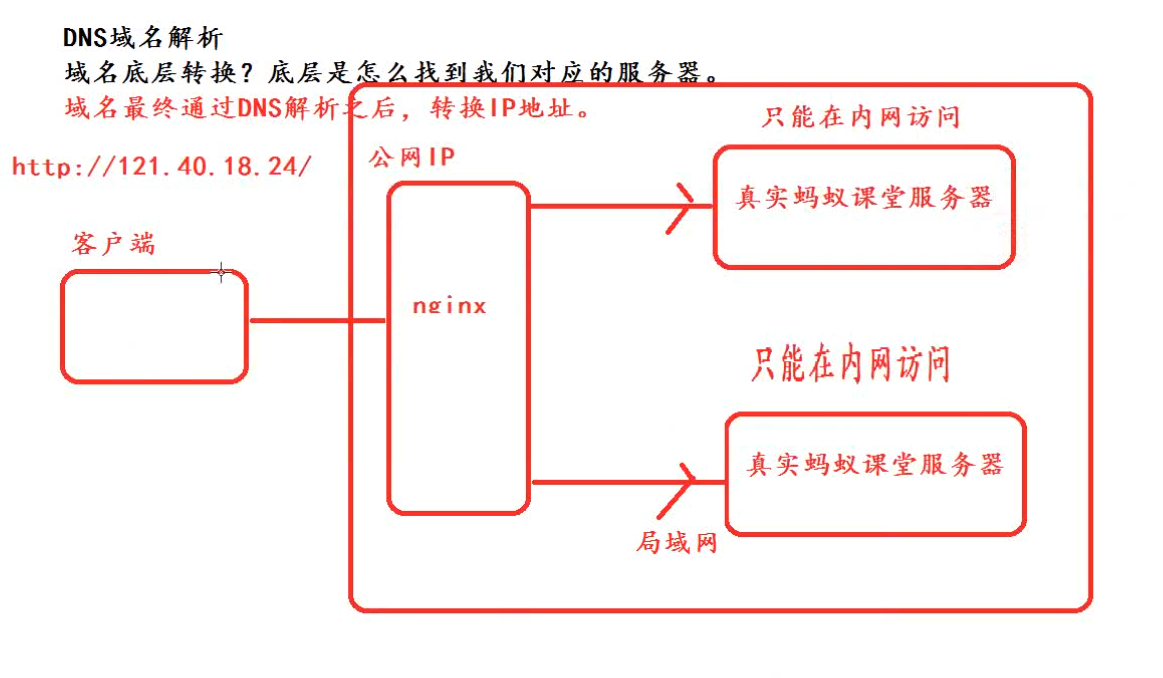 DNS域名解析
域名底层转换？底层是怎么找到我们对应的服务器。
域名最终通过DNS解析之后，转换IP地址。
只能在内网访问
公网IP
http://121.40.18.24/
真实蚂蚁课堂服务器
客户端
nginx
只能在内网访问
真实蚂蚁课堂服务器
局域网